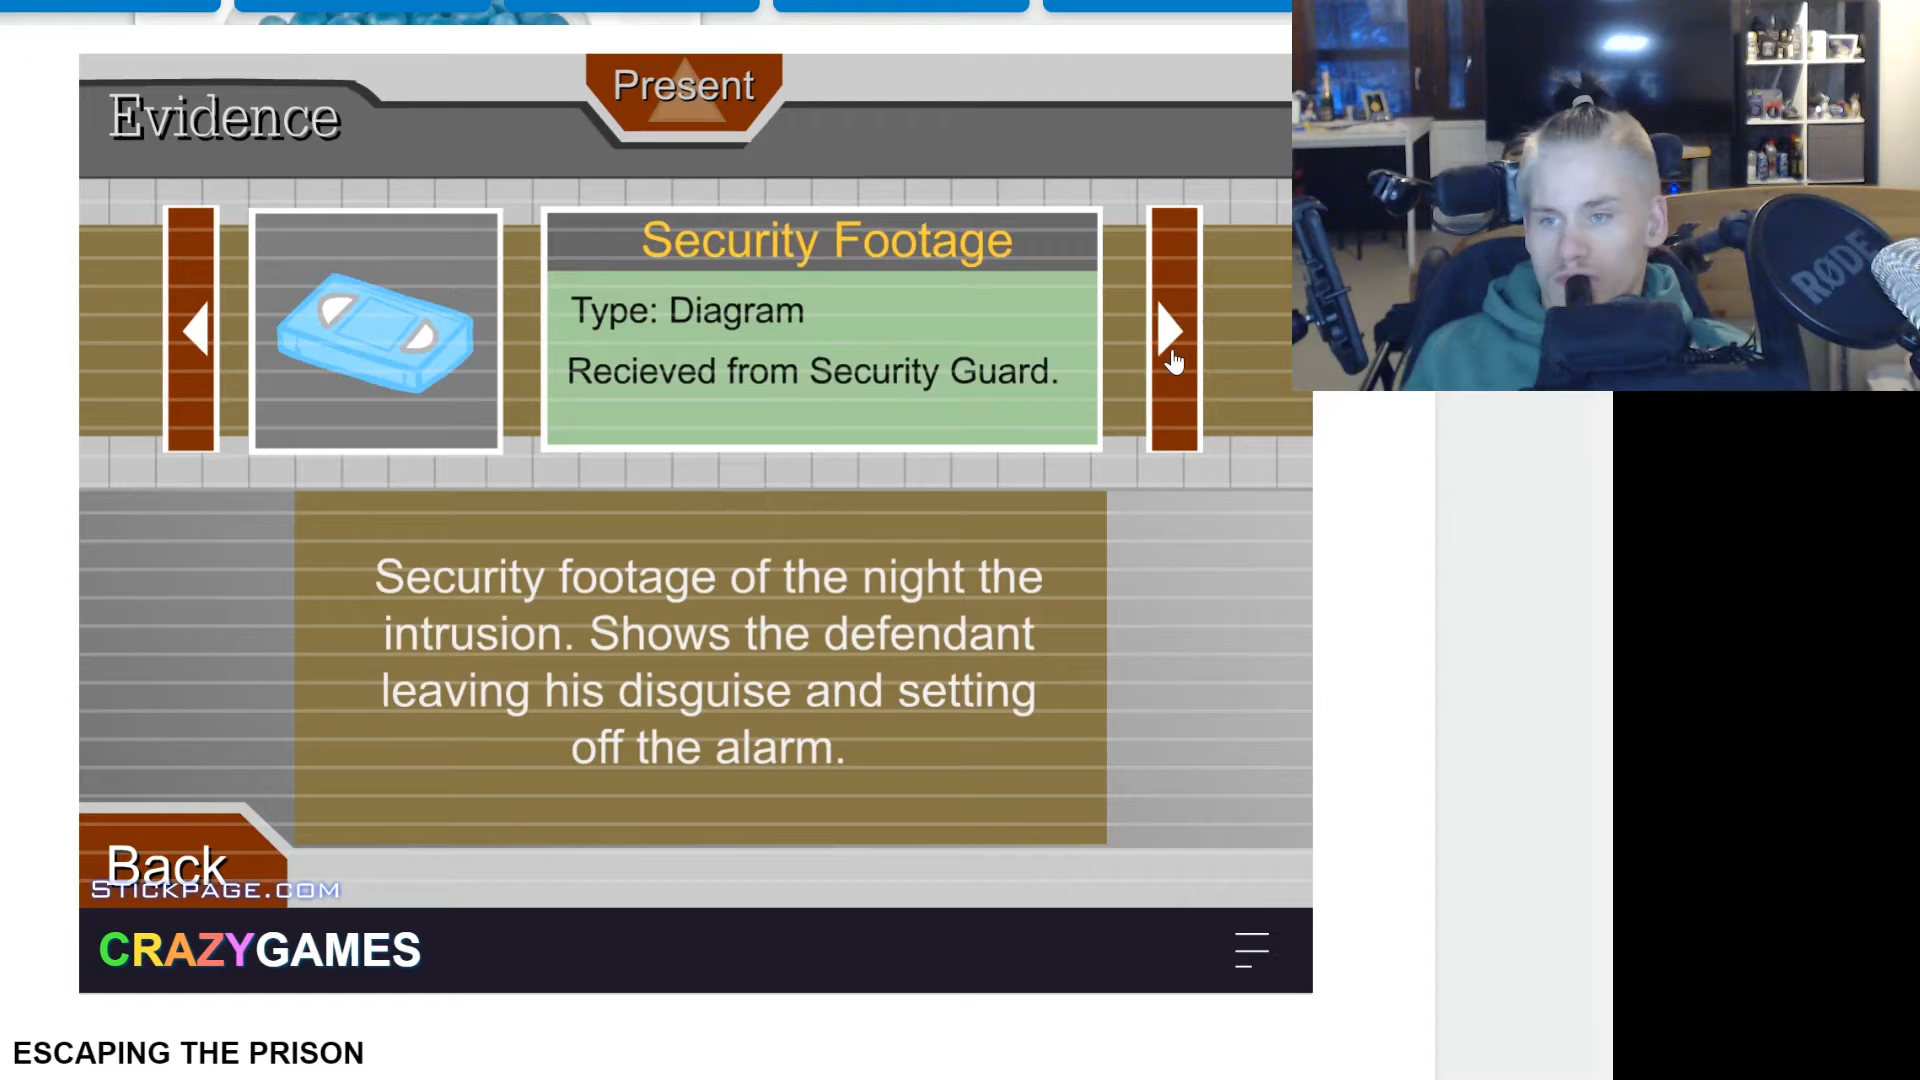 Present
Evidence
Security Footage
Type: Diagram
Recieved from Security Guard.
Security footage of the night the
intrusion. Shows the defendant
leaving his disguise and setting
off the alarm.
Back
STICKPAGE.COM
CRAZYGAMES
ESCAPING THE PRISON
RØDE